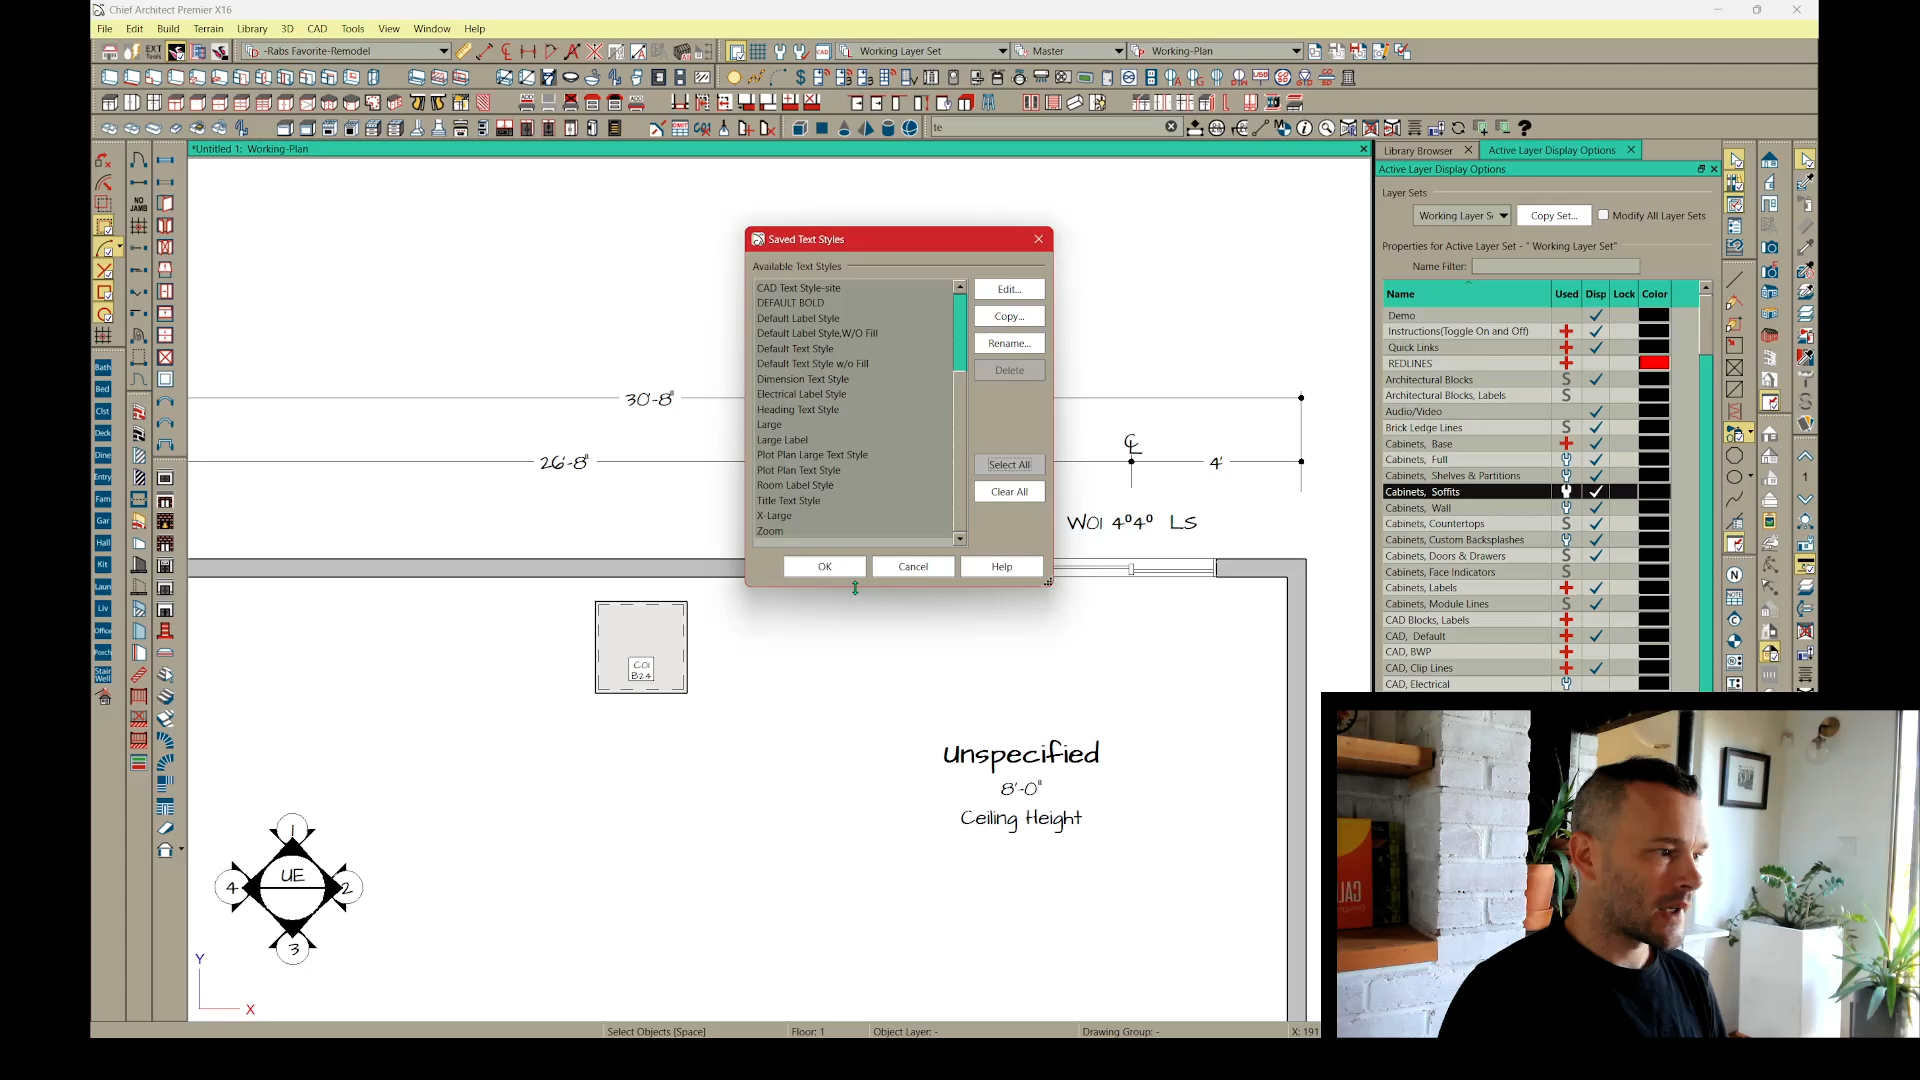 Chief Architect Premier X16
File Edit Build Terrain Library 3D CAD Tools View Window Help
EXT Tools
-Rabs Favorite-Remodel
Working Layer Set
Master
Working-Plan
te
*Untitled 1: Working-Plan
Library Browser
Active Layer Display Options
Active Layer Display Options
Layer Sets
Copy Set...
Modify All Layer Sets
Properties for Active Layer Set - " Working Layer Set"
Name Filter:
Name Used Disp Lock Color
Demo
Instructions(Toggle On and Off)
Quick Links
REDLINES
Architectural Blocks
Architectural Blocks, Labels
Audio/Video
Brick Ledge Lines
Cabinets, Base
Cabinets, Full
Cabinets, Shelves & Partitions
Cabinets, Soffits
Cabinets, Wall
Cabinets, Countertops
Cabinets, Custom Backsplashes
Cabinets, Doors & Drawers
Cabinets, Face Indicators
Cabinets, Labels
Cabinets, Module Lines
CAD Blocks, Labels
CAD, Default
CAD, BWP
CAD, Clip Lines
CAD, Electrical
Saved Text Styles
Available Text Styles
CAD Text Style-site
DEFAULT BOLD
Default Label Style
Default Label Style,W/O Fill
Default Text Style
Default Text Style w/o Fill
Dimension Text Style
Electrical Label Style
Heading Text Style
Large
Large Label
Plot Plan Large Text Style
Plot Plan Text Style
Room Label Style
Title Text Style
X-Large
Zoom
Edit...
Copy...
Rename...
Delete
Select All
Clear All
OK
Cancel
Help
30'-8"
26'-8"
4'
W01 4⁰4⁰ LS
C01
B24
Unspecified
8'-0"
Ceiling Height
1
4 UE 2
3
Y
X
NO JAMB
Bath
Bed
Clst
Deck
Dine
Entry
Fam
Gar
Hall
Kit
Laun
Liv
Office
Porch
Stair Well
Select Objects [Space]
Floor: 1
Object Layer: -
Drawing Group: -
X: 191